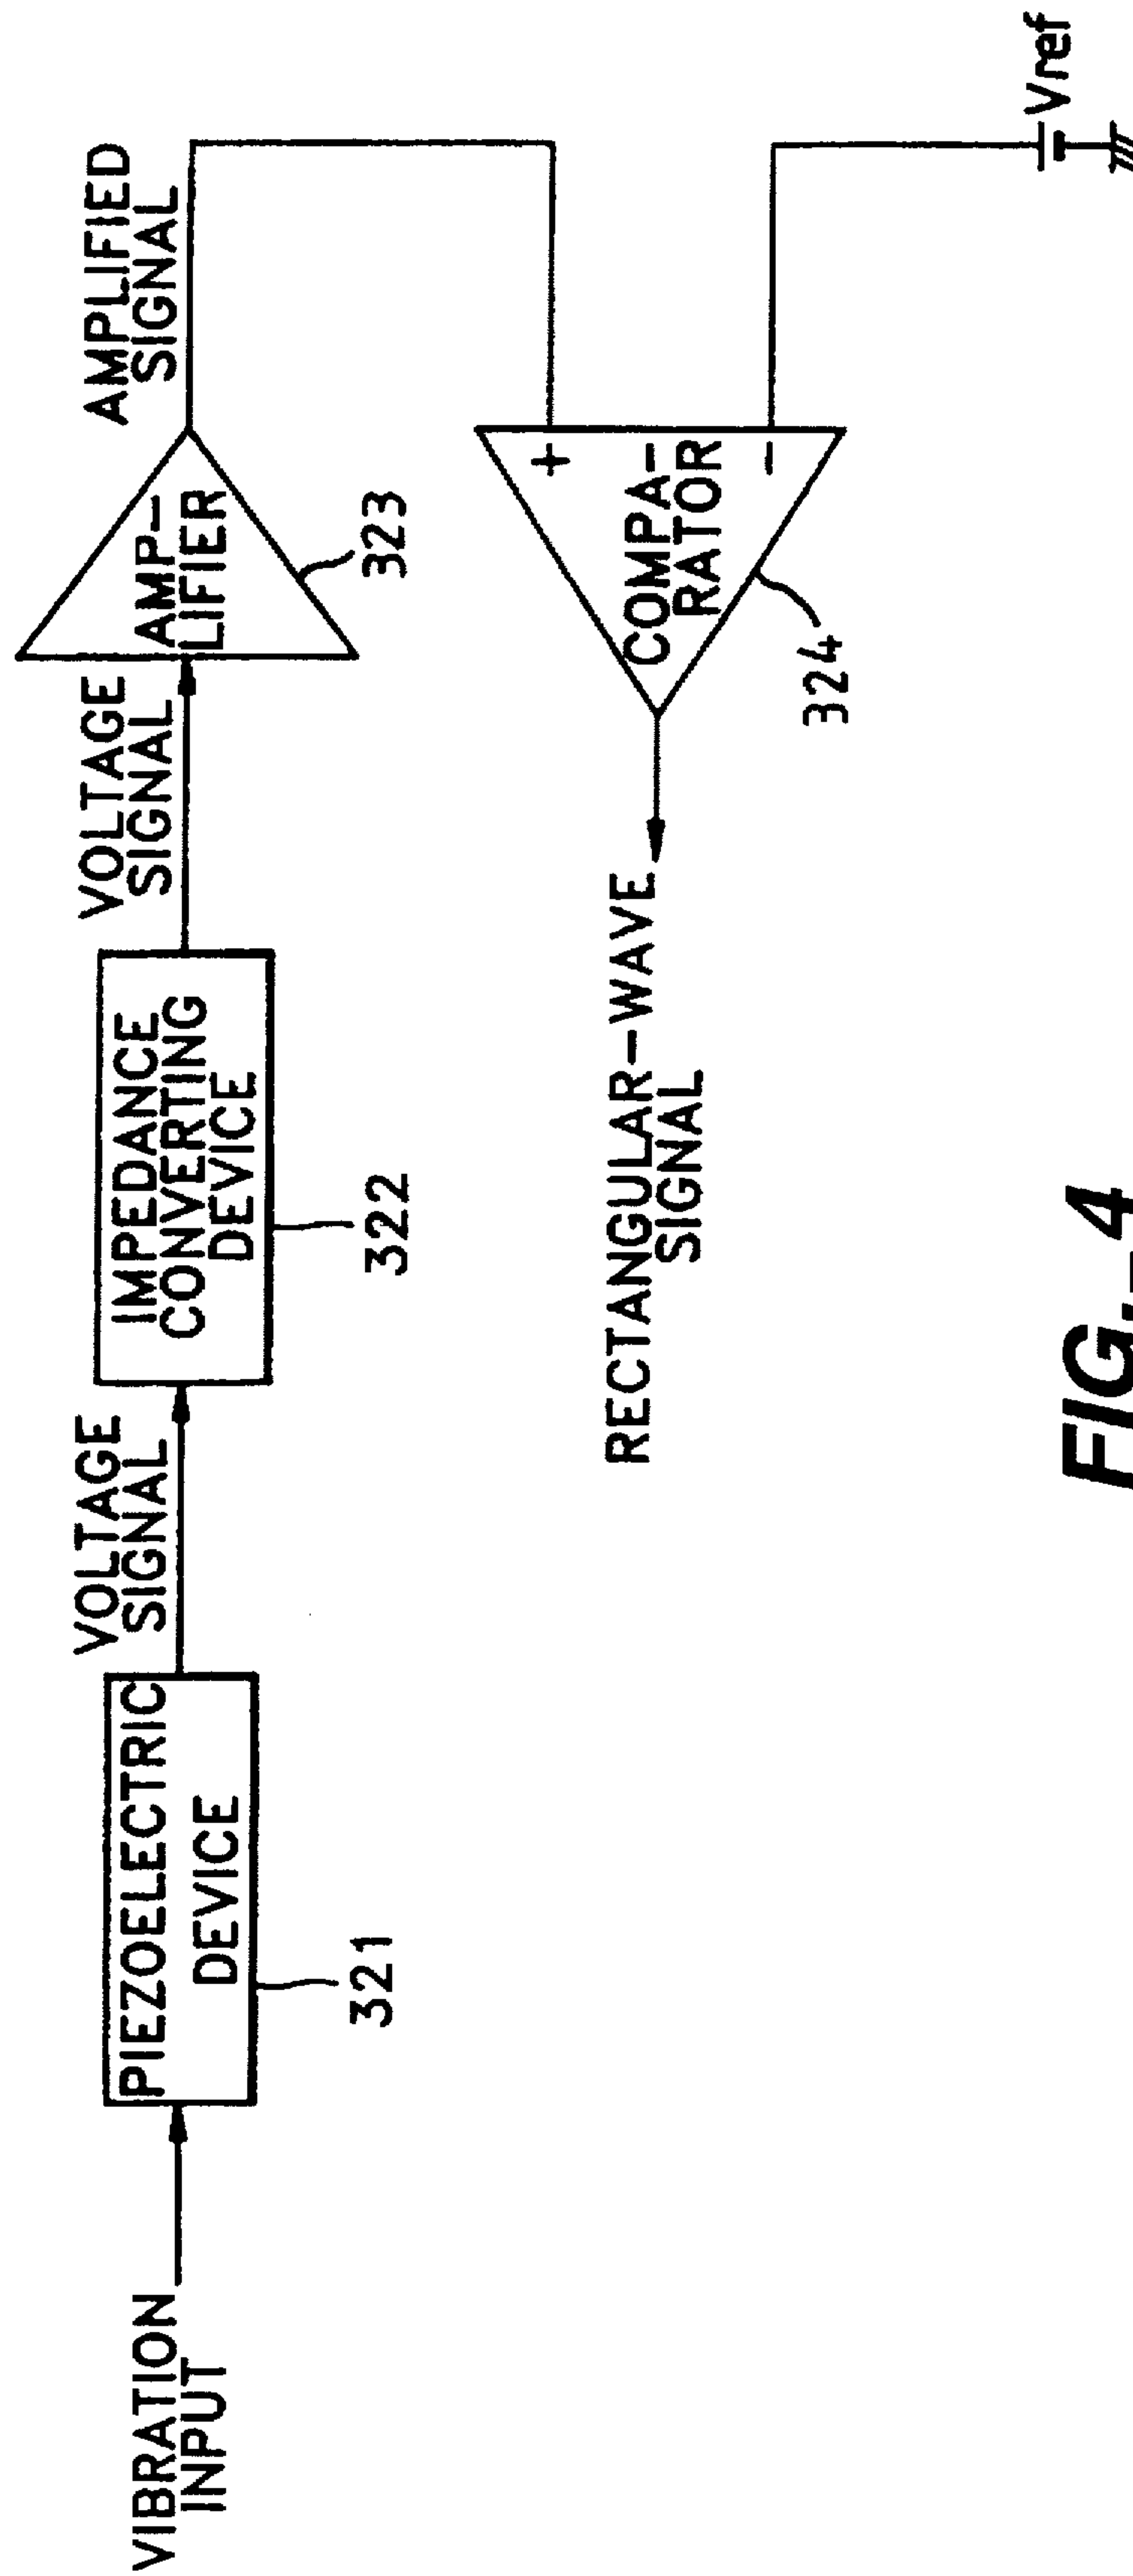 VIBRATION
INPUT
PIEZOELECTRIC
DEVICE
321
VOLTAGE
SIGNAL
IMPEDANCE
CONVERTING
DEVICE
322
VOLTAGE
SIGNAL
AMP-
LIFIER
323
AMPLIFIED
SIGNAL
+
COMPA-
RATOR
-
324
Vref
RECTANGULAR-WAVE
SIGNAL
FIG._4